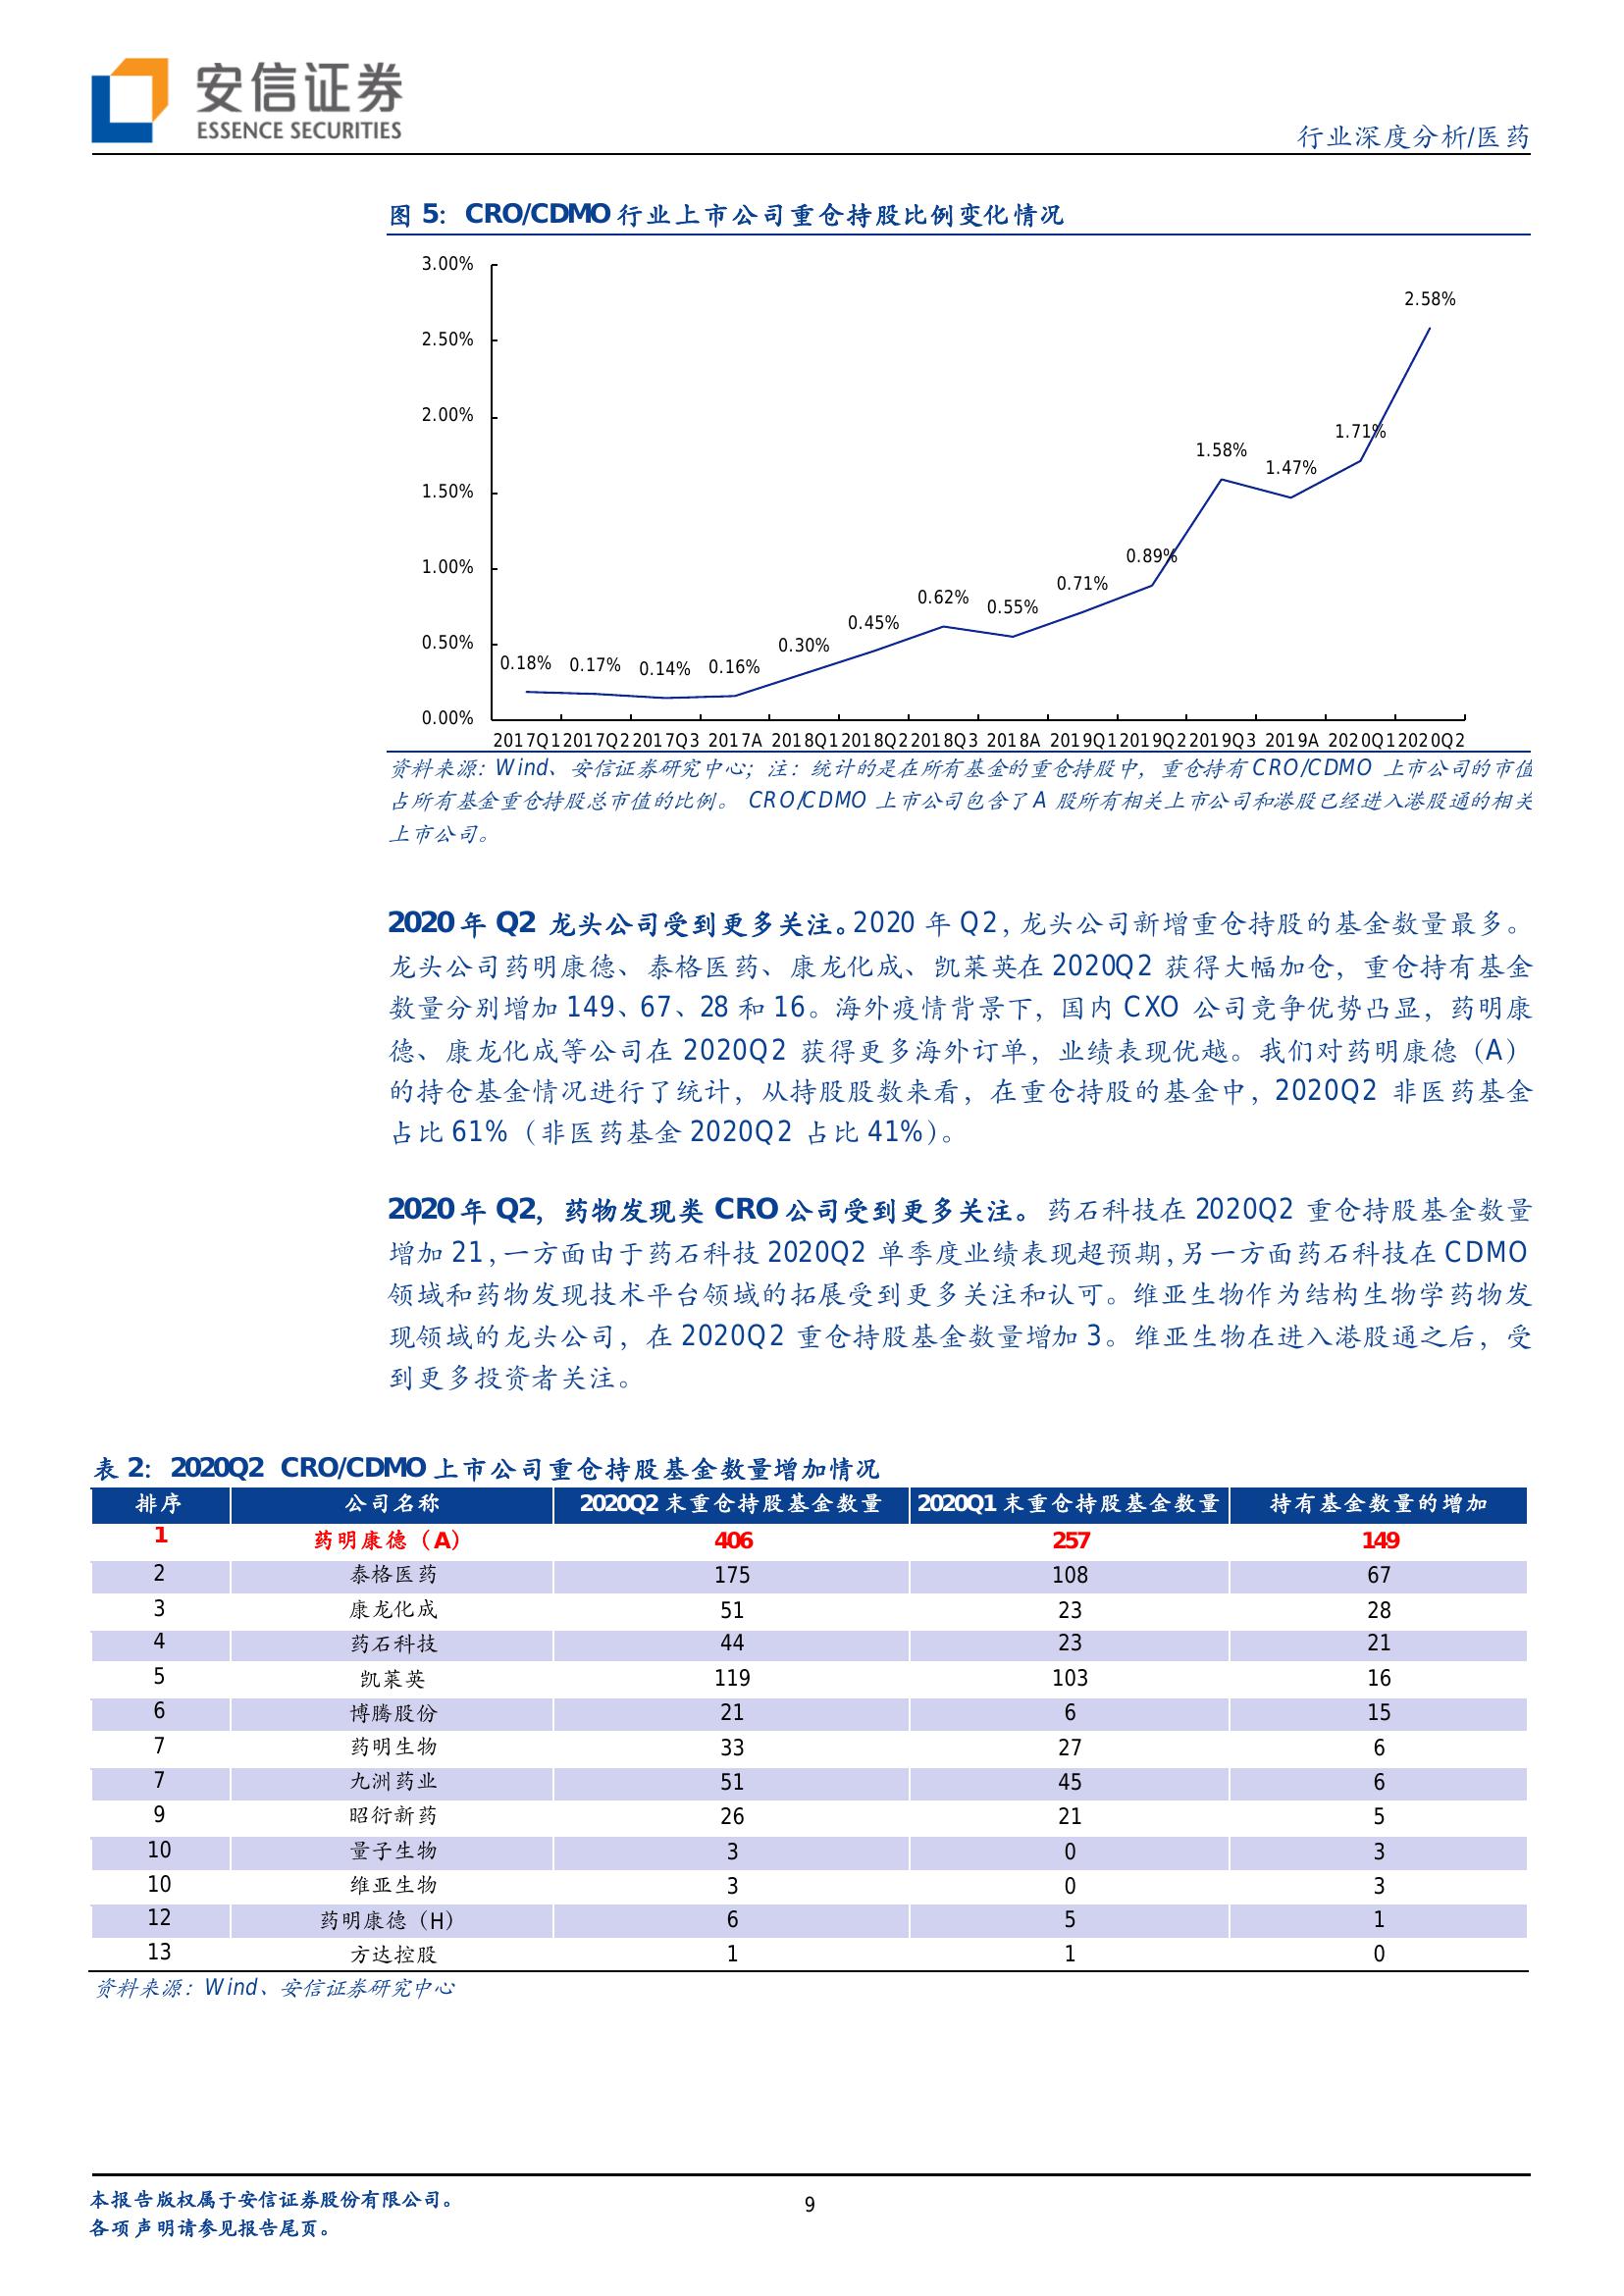 安信证券
ESSENCE SECURITIES
行业深度分析/医药
图 5：CRO/CDMO 行业上市公司重仓持股比例变化情况
3.00%
2.50%
2.00%
1.50%
1.00%
0.50%
0.00%
0.18% 0.17% 0.14% 0.16% 0.30% 0.45% 0.62% 0.55% 0.71% 0.89% 1.58% 1.47% 1.71% 2.58%
2017Q1 2017Q2 2017Q3 2017A 2018Q1 2018Q2 2018Q3 2018A 2019Q1 2019Q2 2019Q3 2019A 2020Q1 2020Q2
资料来源：Wind、安信证券研究中心；注：统计的是在所有基金的重仓持股中，重仓持有 CRO/CDMO 上市公司的市值
占所有基金重仓持股总市值的比例。 CRO/CDMO 上市公司包含了 A 股所有相关上市公司和港股已经进入港股通的相关
上市公司。
2020 年 Q2 龙头公司受到更多关注。2020 年 Q2，龙头公司新增重仓持股的基金数量最多。
龙头公司药明康德、泰格医药、康龙化成、凯莱英在 2020Q2 获得大幅加仓，重仓持有基金
数量分别增加 149、67、28 和 16。海外疫情背景下，国内 CXO 公司竞争优势凸显，药明康
德、康龙化成等公司在 2020Q2 获得更多海外订单，业绩表现优越。我们对药明康德（A）
的持仓基金情况进行了统计，从持股股数来看，在重仓持股的基金中，2020Q2 非医药基金
占比 61%（非医药基金 2020Q2 占比 41%）。
2020 年 Q2，药物发现类 CRO 公司受到更多关注。药石科技在 2020Q2 重仓持股基金数量
增加 21，一方面由于药石科技 2020Q2 单季度业绩表现超预期，另一方面药石科技在 CDMO
领域和药物发现技术平台领域的拓展受到更多关注和认可。维亚生物作为结构生物学药物发
现领域的龙头公司，在 2020Q2 重仓持股基金数量增加 3。维亚生物在进入港股通之后，受
到更多投资者关注。
表 2：2020Q2 CRO/CDMO 上市公司重仓持股基金数量增加情况
排序 公司名称 2020Q2 末重仓持股基金数量 2020Q1 末重仓持股基金数量 持有基金数量的增加
1 药明康德（A） 406 257 149
2 泰格医药 175 108 67
3 康龙化成 51 23 28
4 药石科技 44 23 21
5 凯莱英 119 103 16
6 博腾股份 21 6 15
7 药明生物 33 27 6
7 九洲药业 51 45 6
9 昭衍新药 26 21 5
10 量子生物 3 0 3
10 维亚生物 3 0 3
12 药明康德（H） 6 5 1
13 方达控股 1 1 0
资料来源：Wind、安信证券研究中心
本报告版权属于安信证券股份有限公司。
各项声明请参见报告尾页。
9